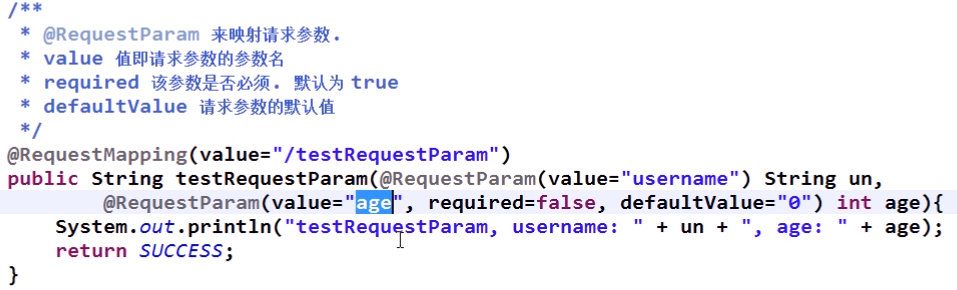 /**
 * @RequestParam 来映射请求参数.
 * value 值即请求参数的参数名
 * required 该参数是否必须. 默认为 true
 * defaultValue 请求参数的默认值
 */
@RequestMapping(value="/testRequestParam")
public String testRequestParam(@RequestParam(value="username") String un,
        @RequestParam(value="age", required=false, defaultValue="0") int age){
    System.out.println("testRequestParam, username: " + un + ", age: " + age);
    return SUCCESS;
}